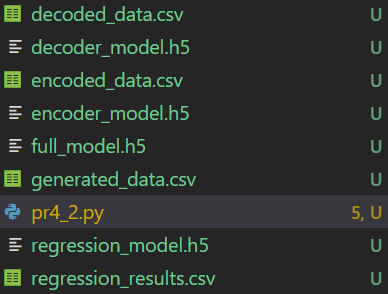 decoded_data.csv U
decoder_model.h5 U
encoded_data.csv U
encoder_model.h5 U
full_model.h5 U
generated_data.csv U
pr4_2.py 5, U
regression_model.h5 U
regression_results.csv U